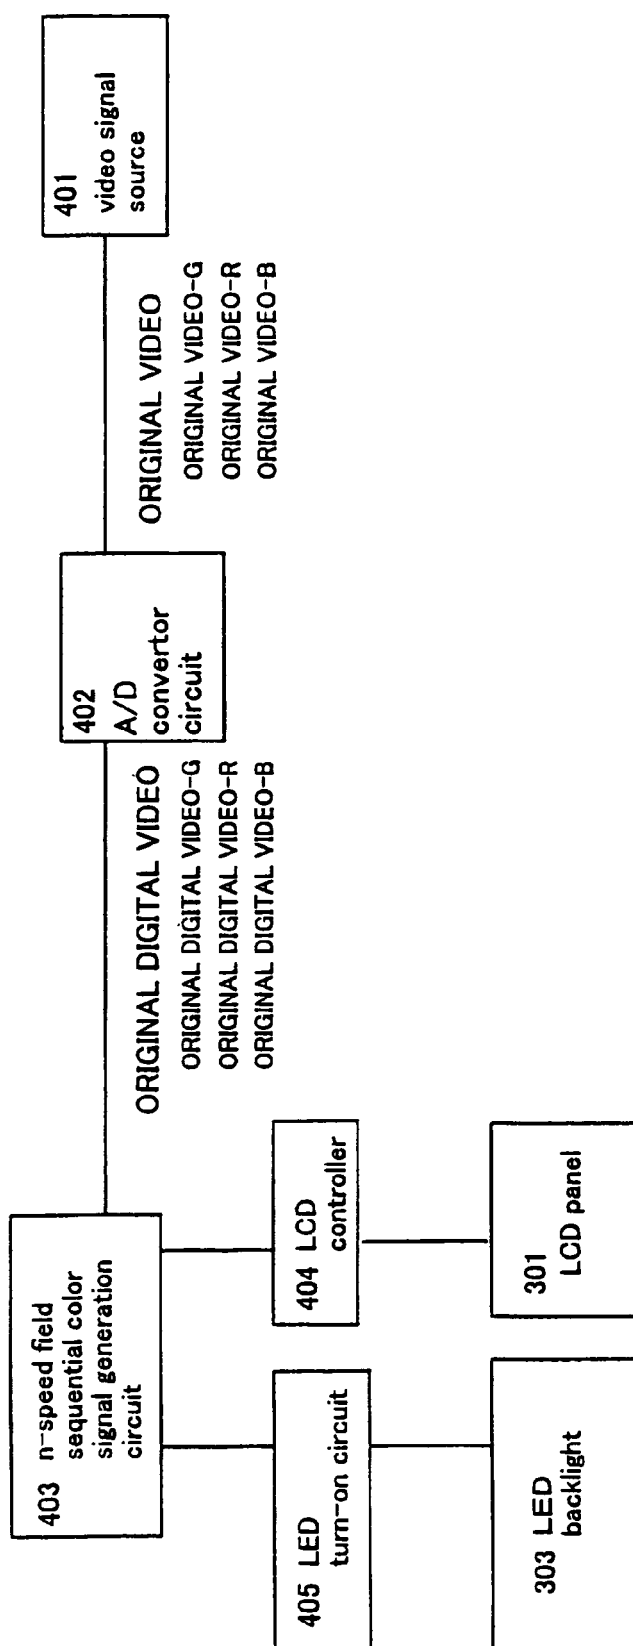 401
video signal
source
ORIGINAL VIDEO
ORIGINAL VIDEO-G
ORIGINAL VIDEO-R
ORIGINAL VIDEO-B
402
A/D
convertor
circuit
ORIGINAL DIGITAL VIDEO
ORIGINAL DIGITAL VIDEO-G
ORIGINAL DIGITAL VIDEO-R
ORIGINAL DIGITAL VIDEO-B
403 n-speed field
sequential color
signal generation
circuit
404 LCD
controller
301
LCD panel
405 LED
turn-on circuit
303 LED
backlight